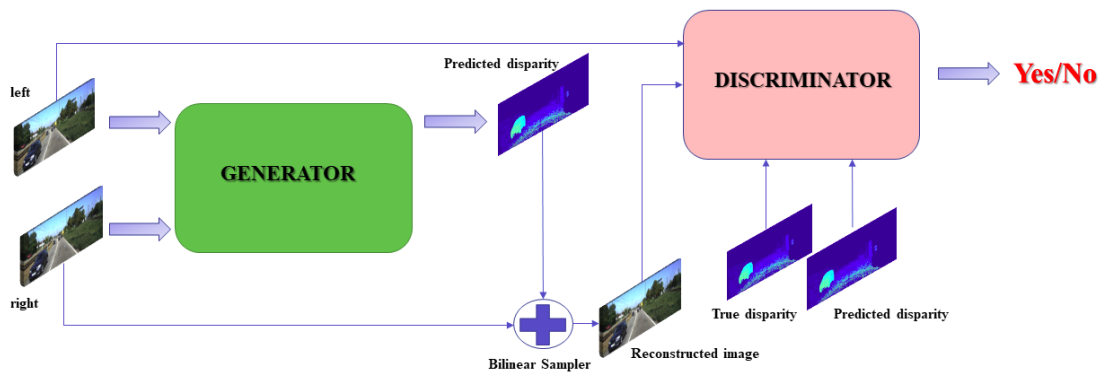 Predicted disparity
DISCRIMINATOR
Yes/No
left
GENERATOR
right
True disparity
Predicted disparity
Reconstructed image
Bilinear Sampler